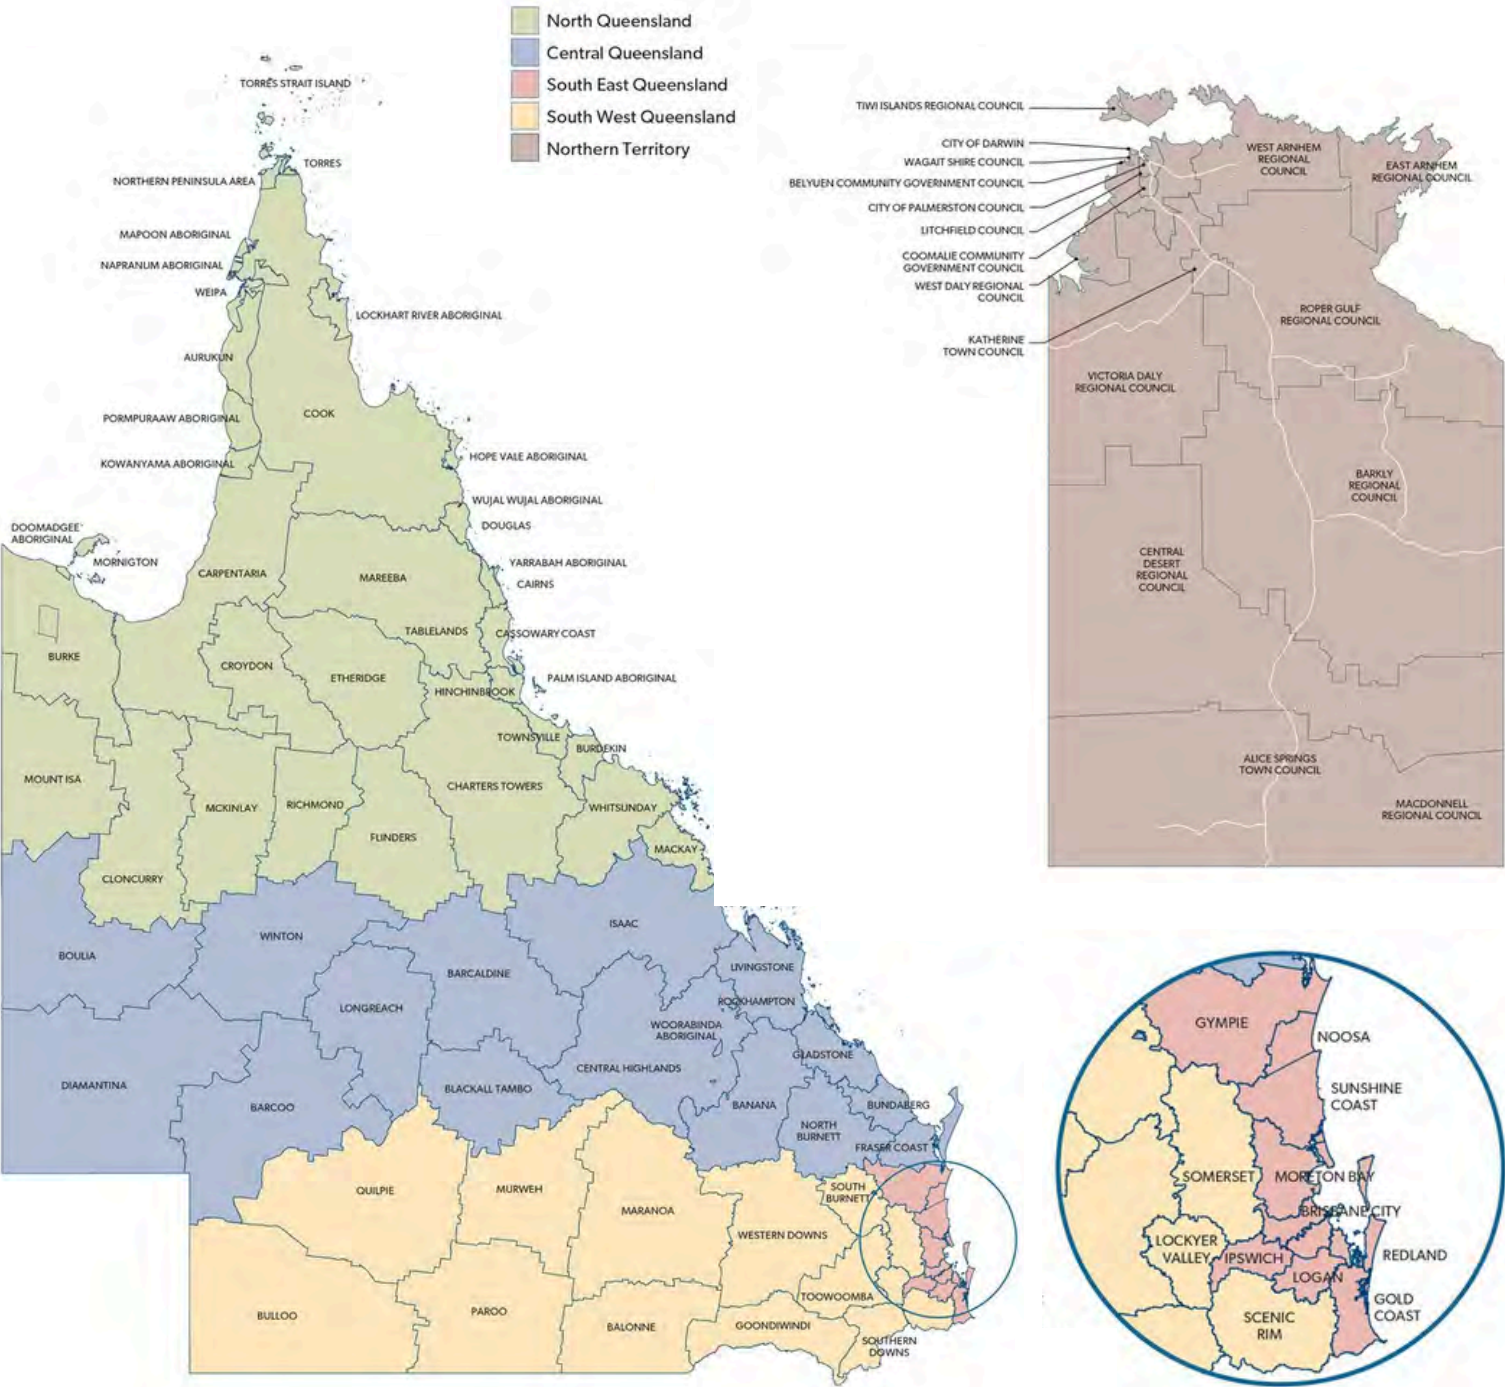 North Queensland
Central Queensland
South East Queensland
South West Queensland
Northern Territory
TORRES STRAIT ISLAND
TORRES
NORTHERN PENINSULA AREA
MAPOON ABORIGINAL
NAPRANUM ABORIGINAL
WEIPA
LOCKHART RIVER ABORIGINAL
AURUKUN
COOK
PORMPURAAW ABORIGINAL
KOWANYAMA ABORIGINAL
HOPE VALE ABORIGINAL
WUJAL WUJAL ABORIGINAL
DOUGLAS
DOOMADGEE
ABORIGINAL
MORNINGTON
YARRABAH ABORIGINAL
CAIRNS
CARPENTARIA
MAREEBA
TABLELANDS
CASSOWARY COAST
BURKE
CROYDON
ETHERIDGE
HINCHINBROOK
PALM ISLAND ABORIGINAL
TOWNSVILLE
BURDEKIN
MOUNT ISA
MCKINLAY
RICHMOND
CHARTERS TOWERS
WHITSUNDAY
FLINDERS
MACKAY
CLONCURRY
ISAAC
WINTON
BOULIA
BARCALDINE
LIVINGSTONE
LONGREACH
ROCKHAMPTON
WOORABINDA
ABORIGINAL
GLADSTONE
CENTRAL HIGHLANDS
DIAMANTINA
BLACKALL TAMBO
BARCOO
BANANA
BUNDABERG
NORTH
BURNETT
FRASER COAST
QUILPIE
MURWEH
SOUTH
BURNETT
MARANOA
WESTERN DOWNS
TOOWOOMBA
BULLOO
PAROO
BALONNE
GOONDIWINDI
SOUTHERN
DOWNS
TIWI ISLANDS REGIONAL COUNCIL
CITY OF DARWIN
WAGAIT SHIRE COUNCIL
BELYUEN COMMUNITY GOVERNMENT COUNCIL
CITY OF PALMERSTON COUNCIL
LITCHFIELD COUNCIL
COOMALIE COMMUNITY
GOVERNMENT COUNCIL
WEST DALY REGIONAL
COUNCIL
KATHERINE
TOWN COUNCIL
WEST ARNHEM
REGIONAL
COUNCIL
EAST ARNHEM
REGIONAL COUNCIL
ROPER GULF
REGIONAL COUNCIL
VICTORIA DALY
REGIONAL COUNCIL
BARKLY
REGIONAL
COUNCIL
CENTRAL
DESERT
REGIONAL
COUNCIL
ALICE SPRINGS
TOWN COUNCIL
MACDONNELL
REGIONAL COUNCIL
GYMPIE
NOOSA
SUNSHINE
COAST
SOMERSET
MORETON BAY
BRISBANE CITY
LOCKYER
VALLEY
IPSWICH
REDLAND
LOGAN
GOLD
COAST
SCENIC
RIM